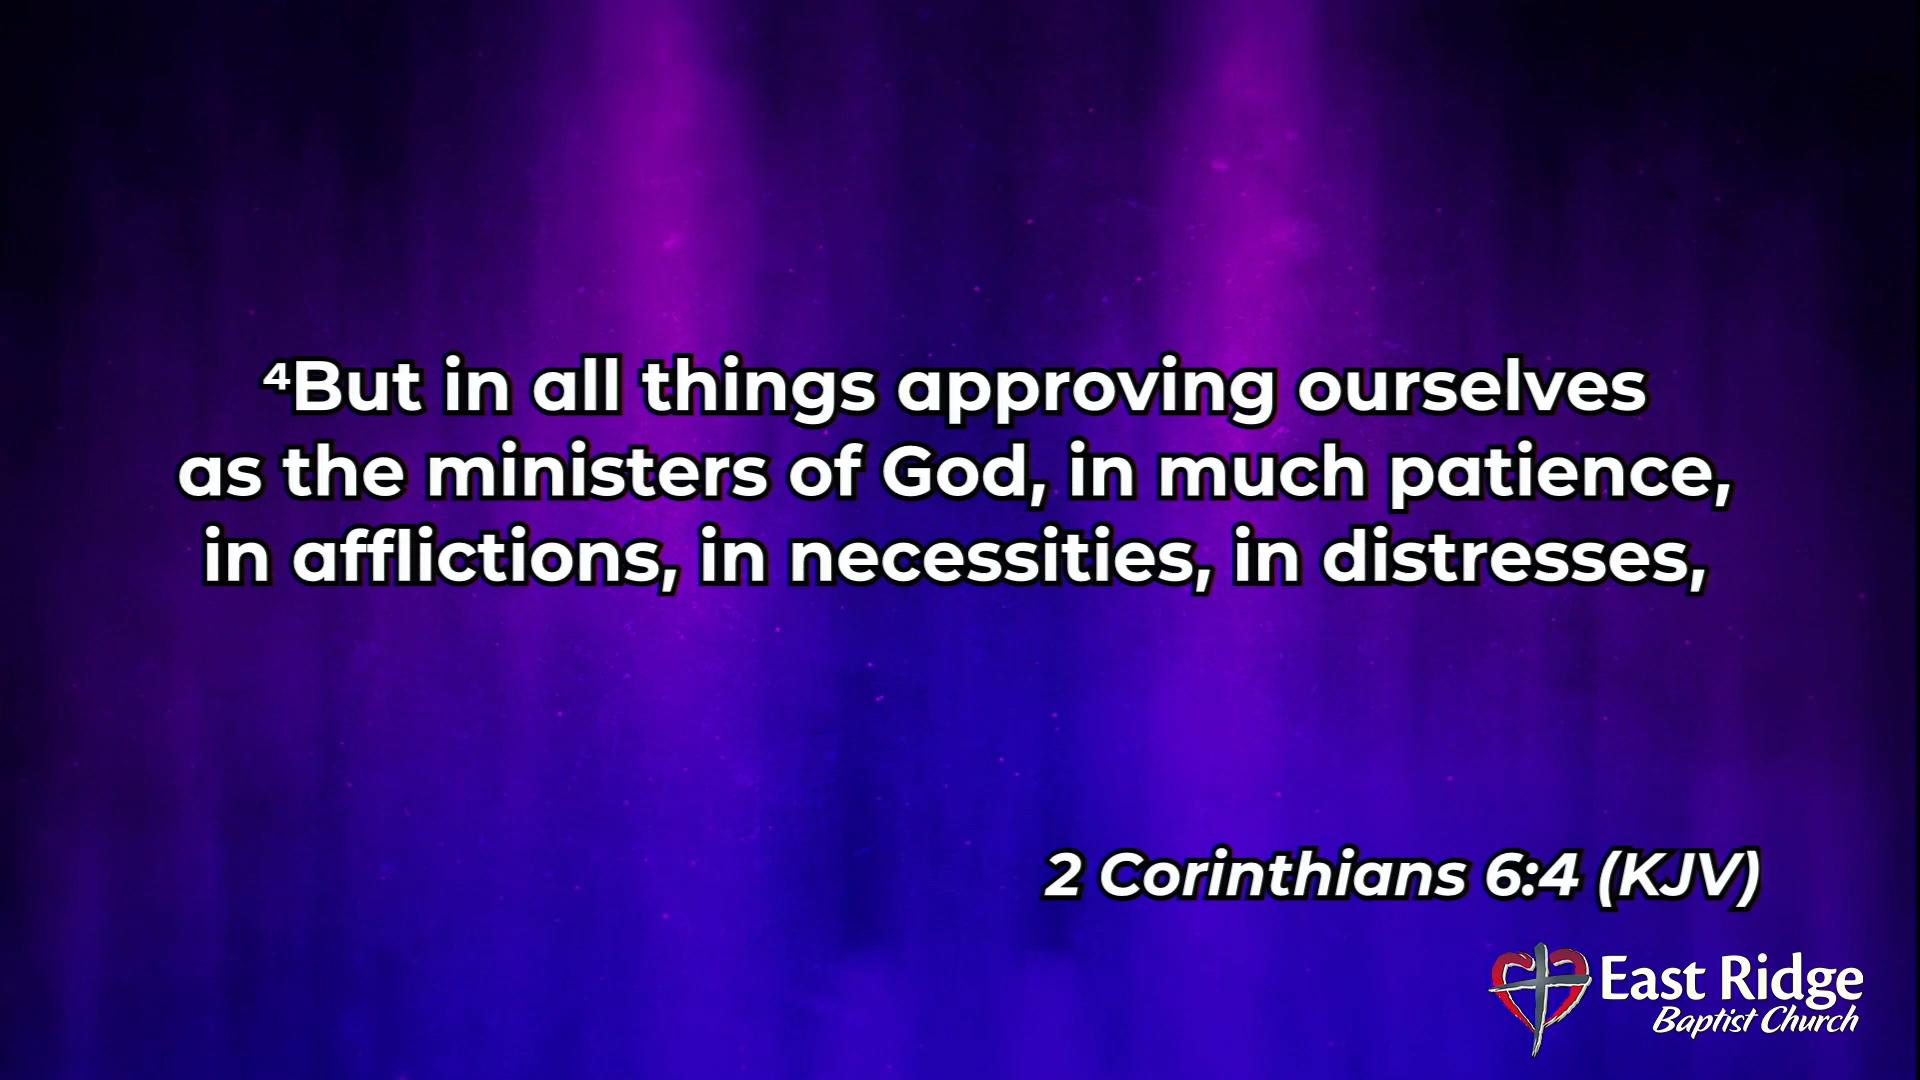 ⁴But in all things approving ourselves
as the ministers of God, in much patience,
in afflictions, in necessities, in distresses,
2 Corinthians 6:4 (KJV)
East Ridge
Baptist Church